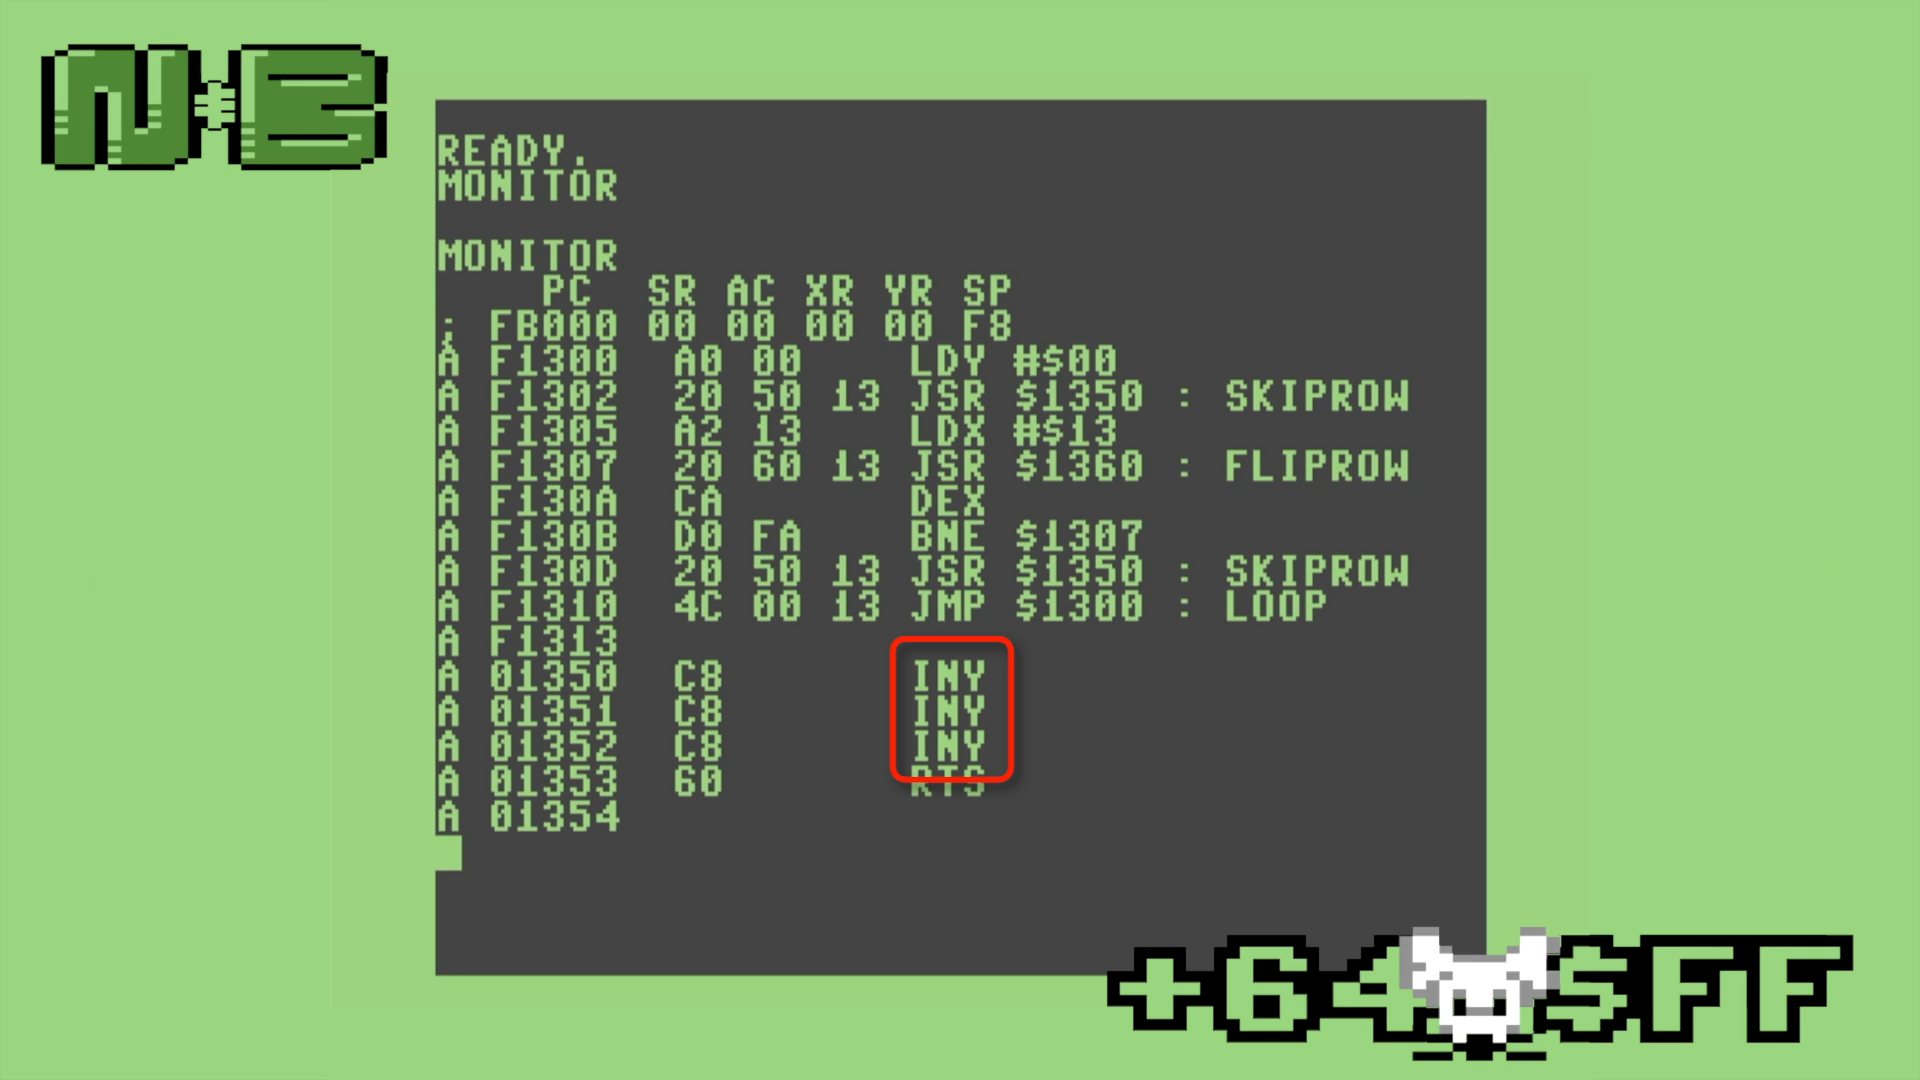 N B
READY.
MONITOR
MONITOR
PC SR AC XR YR SP
; FB000 00 00 00 00 F8
A F1300 A0 00 LDY #$00
A F1302 20 50 13 JSR $1350 : SKIPROW
A F1305 A2 13 LDX #$13
A F1307 20 60 13 JSR $1360 : FLIPROW
A F130A CA DEX
A F130B D0 FA BNE $1307
A F130D 20 50 13 JSR $1350 : SKIPROW
A F1310 4C 00 13 JMP $1300 : LOOP
A F1313
A 01350 C8 INY
A 01351 C8 INY
A 01352 C8 INY
A 01353 60 RTS
A 01354
+64 $FF